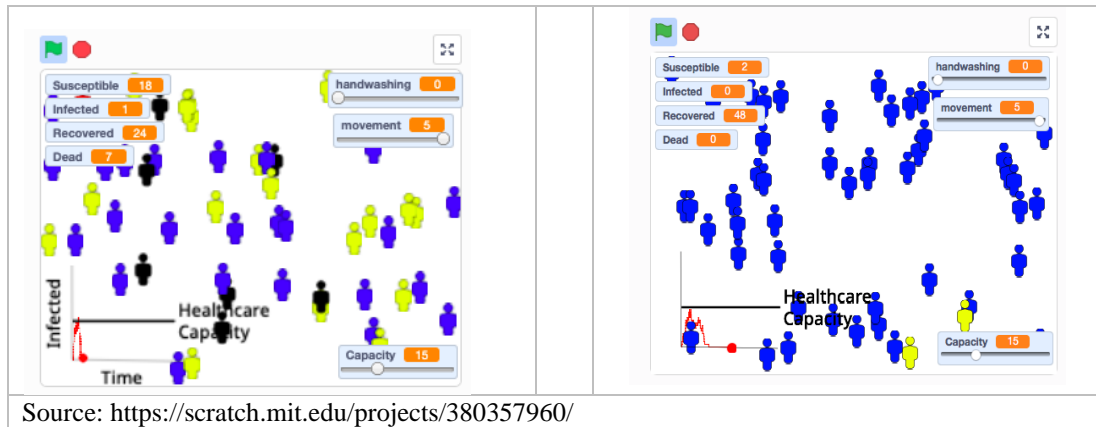 Susceptible 18
Infected 1
Recovered 24
Dead 7
handwashing 0
movement 5
Infected
Healthcare
Capacity
Time
Capacity 15
Susceptible 2
Infected 0
Recovered 48
Dead 0
handwashing 0
movement 5
Healthcare
Capacity
Capacity 15
Source: https://scratch.mit.edu/projects/380357960/